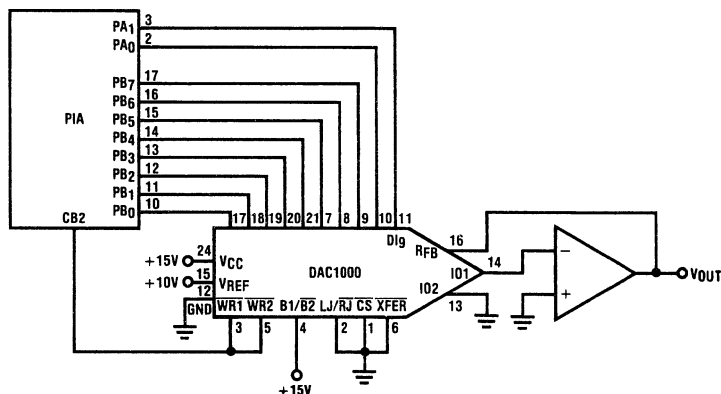 PA1 3
PA0 2
PB7 17
PB6 16
PIA PB5 15
PB4 14
PB3 13
PB2 12
PB1 11
PB0 10
CB2
17 18 19 20 21 7 8 9 10 11
DI9
24
+15V VCC
15
+10V VREF
12
GND
DAC1000
RFB 16
IO1 14
IO2
13
WR1 WR2 B1/B2 LJ/RJ CS XFER
3 5 4 2 1 6
+15V
−
+
VOUT